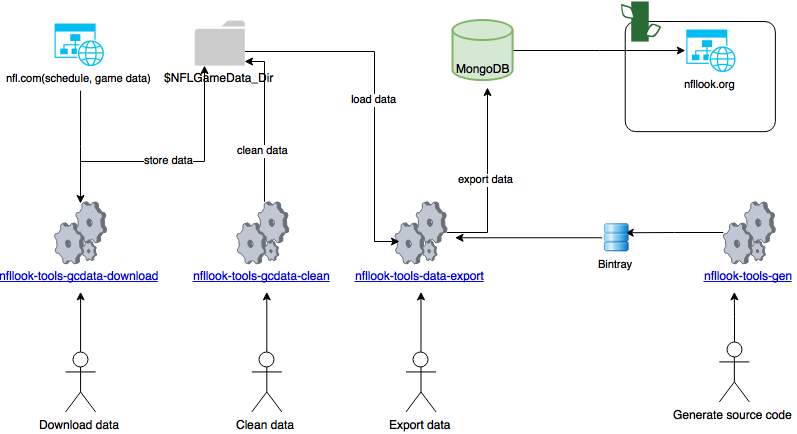 nfl.com(schedule, game data)
$NFLGameData_Dir
MongoDB
nfllook.org
load data
store data
clean data
export data
Bintray
nfllook-tools-gcdata-download
nfllook-tools-gcdata-clean
nfllook-tools-data-export
nfllook-tools-gen
Download data
Clean data
Export data
Generate source code